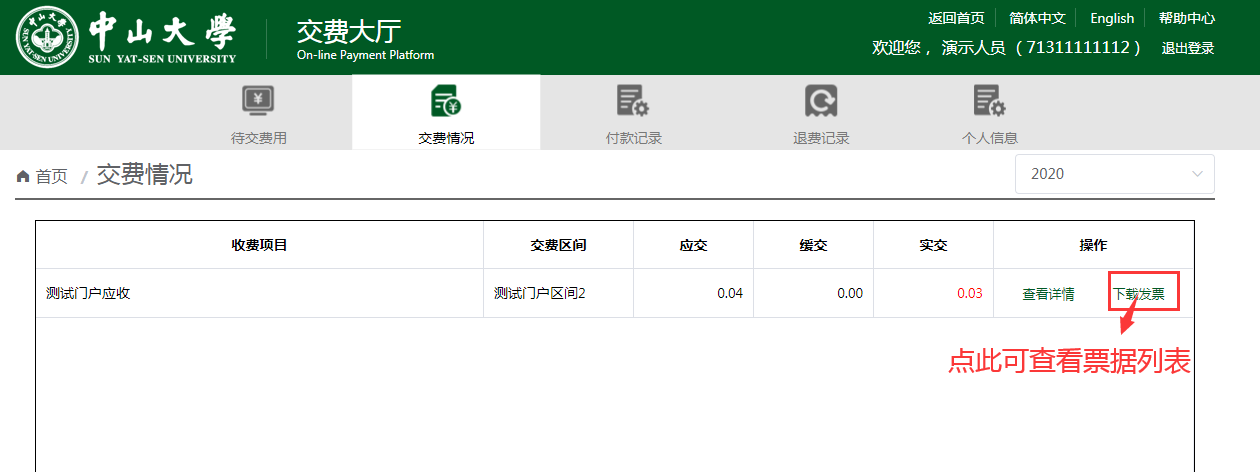 中山大學
SUN YAT-SEN UNIVERSITY
交费大厅
On-line Payment Platform
返回首页 简体中文 English 帮助中心
欢迎您， 演示人员 （ 71311111112 ） 退出登录
待交费用 交费情况 付款记录 退费记录 个人信息
首页 / 交费情况
2020
收费项目 交费区间 应交 缓交 实交 操作
测试门户应收 测试门户区间2 0.04 0.00 0.03 查看详情 下载发票
点此可查看票据列表